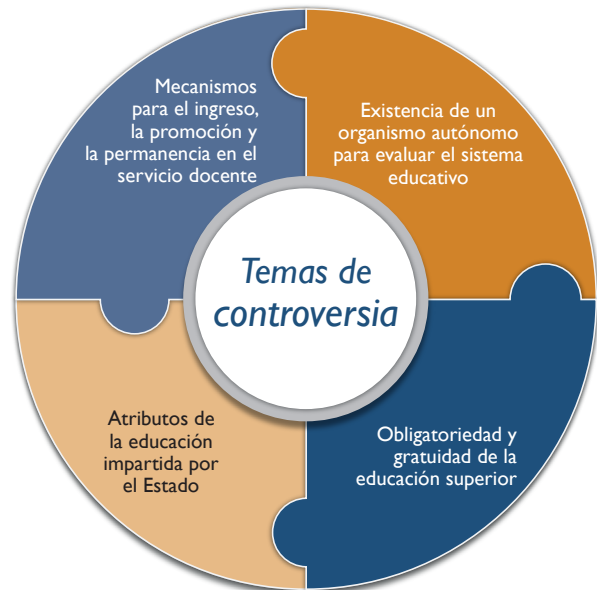 Mecanismos
para el ingreso,
la promoción y
la permanencia en el
servicio docente
Existencia de un
organismo autónomo
para evaluar el sistema
educativo
Temas de
controversia
Atributos de
la educación
impartida por
el Estado
Obligatoriedad y
gratuidad de la
educación superior